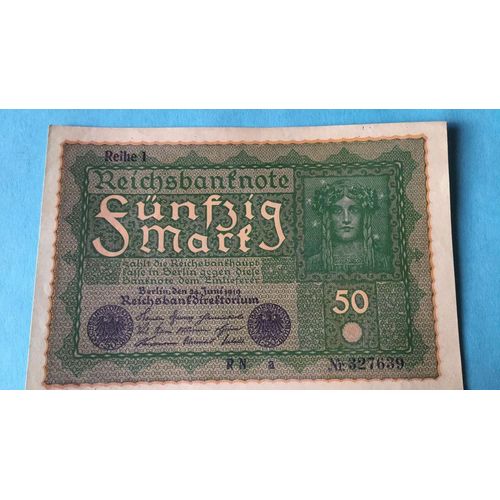 Reihe 1
Reichsbanknote
Fünfzig
Mark
zahlt die Reichsbankhaupt
kasse in Berlin gegen diese
Banknote dem Einlieferer
Berlin, den 24. Juni 1919
Reichsbankdirektorium
50
RN a
Nr. 327639